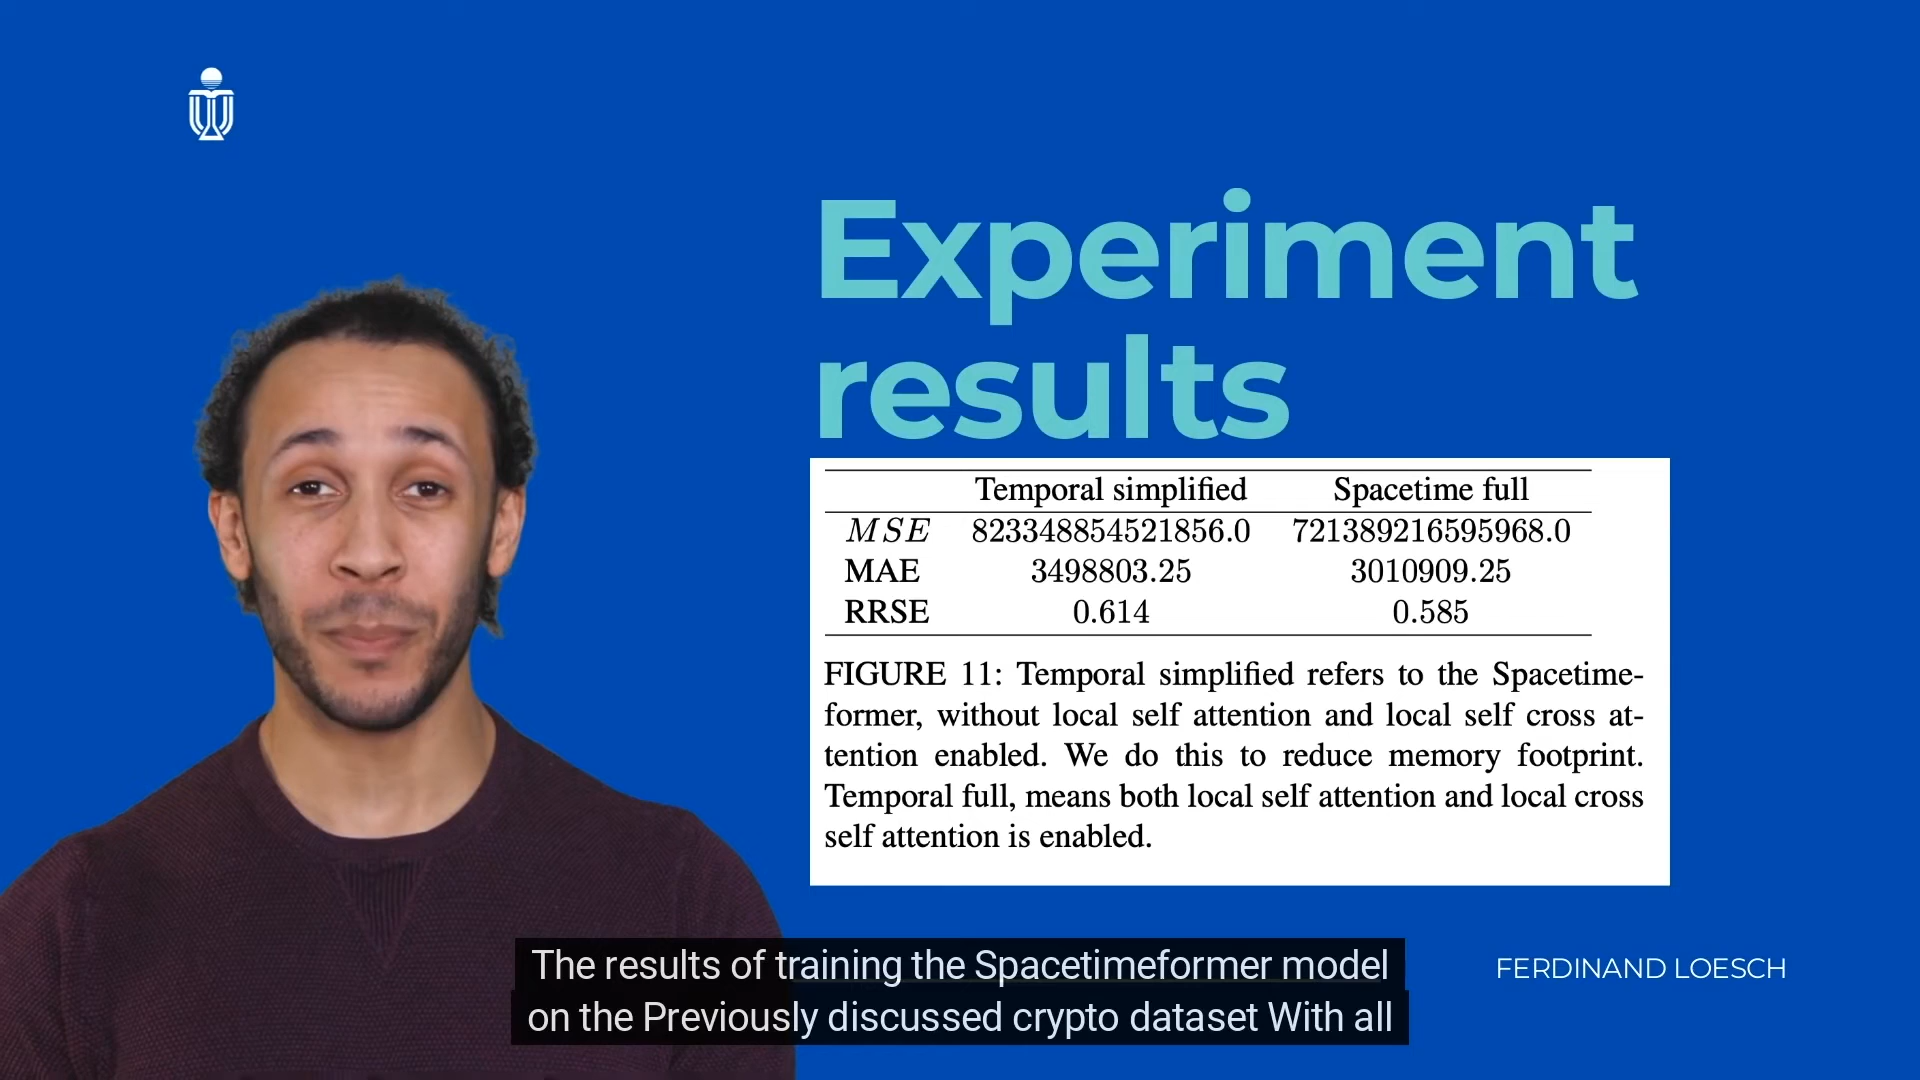 Experiment
results
Temporal simplified Spacetime full
MSE 823348854521856.0 721389216595968.0
MAE 3498803.25 3010909.25
RRSE 0.614 0.585
FIGURE 11: Temporal simplified refers to the Spacetime-
former, without local self attention and local self cross at-
tention enabled. We do this to reduce memory footprint.
Temporal full, means both local self attention and local cross
self attention is enabled.
The results of training the Spacetimeformer model
on the Previously discussed crypto dataset With all
FERDINAND LOESCH